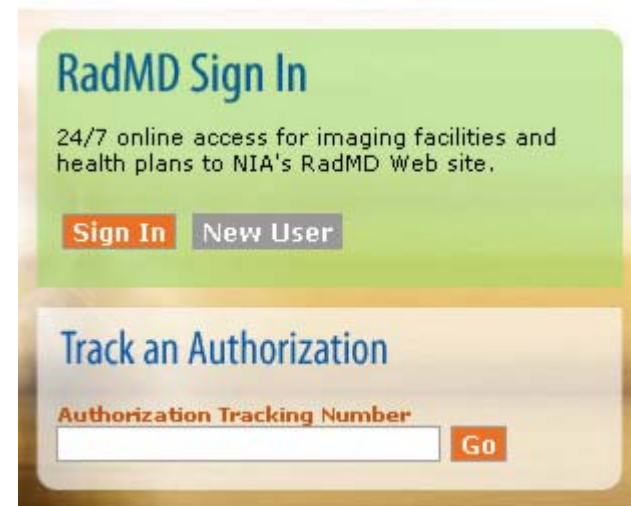 RadMD Sign In
24/7 online access for imaging facilities and
health plans to NIA's RadMD Web site.
Sign In New User
Track an Authorization
Authorization Tracking Number
Go